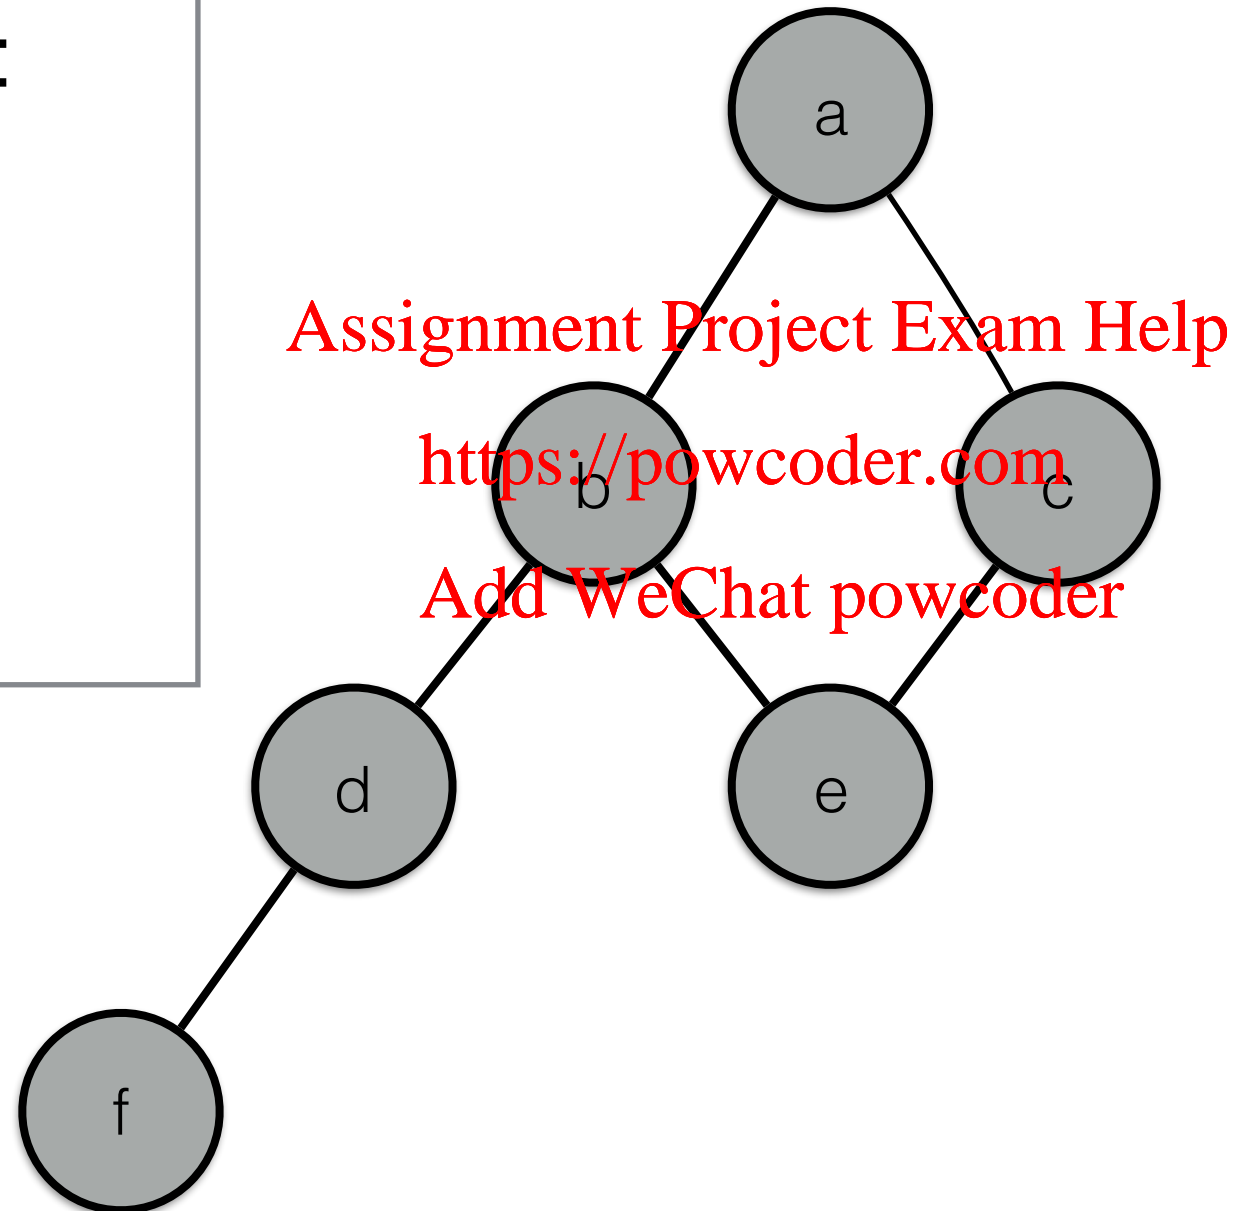 :
a
Assignment Project Exam Help
https://powcoder.com
b
c
Add WeChat powcoder
d
e
f